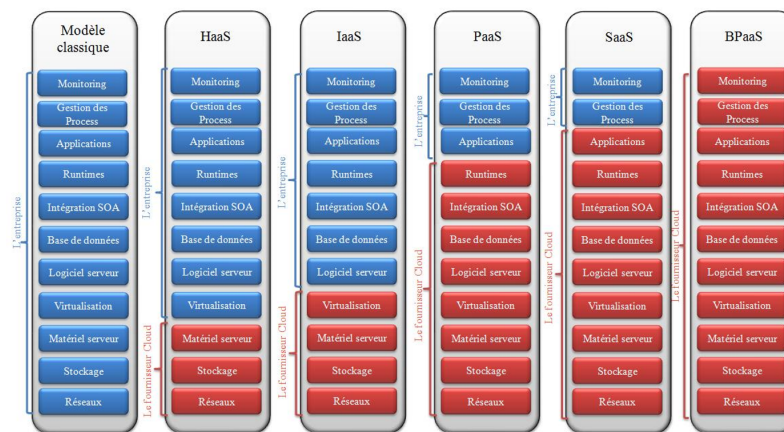 Modèle
classique
Monitoring
Gestion des
Process
Applications
Runtimes
Intégration SOA
Base de données
Logiciel serveur
Virtualisation
Matériel serveur
Stockage
Réseaux
L'entreprise
HaaS
Monitoring
Gestion des
Process
Applications
Runtimes
Intégration SOA
Base de données
Logiciel serveur
Virtualisation
Matériel serveur
Stockage
Réseaux
L'entreprise
Le fournisseur Cloud
IaaS
Monitoring
Gestion des
Process
Applications
Runtimes
Intégration SOA
Base de données
Logiciel serveur
Virtualisation
Matériel serveur
Stockage
Réseaux
L'entreprise
Le fournisseur Cloud
PaaS
Monitoring
Gestion des
Process
Applications
Runtimes
Intégration SOA
Base de données
Logiciel serveur
Virtualisation
Matériel serveur
Stockage
Réseaux
L'entreprise
Le fournisseur Cloud
SaaS
Monitoring
Gestion des
Process
Applications
Runtimes
Intégration SOA
Base de données
Logiciel serveur
Virtualisation
Matériel serveur
Stockage
Réseaux
L'entreprise
Le fournisseur Cloud
BPaaS
Monitoring
Gestion des
Process
Applications
Runtimes
Intégration SOA
Base de données
Logiciel serveur
Virtualisation
Matériel serveur
Stockage
Réseaux
Le fournisseur Cloud